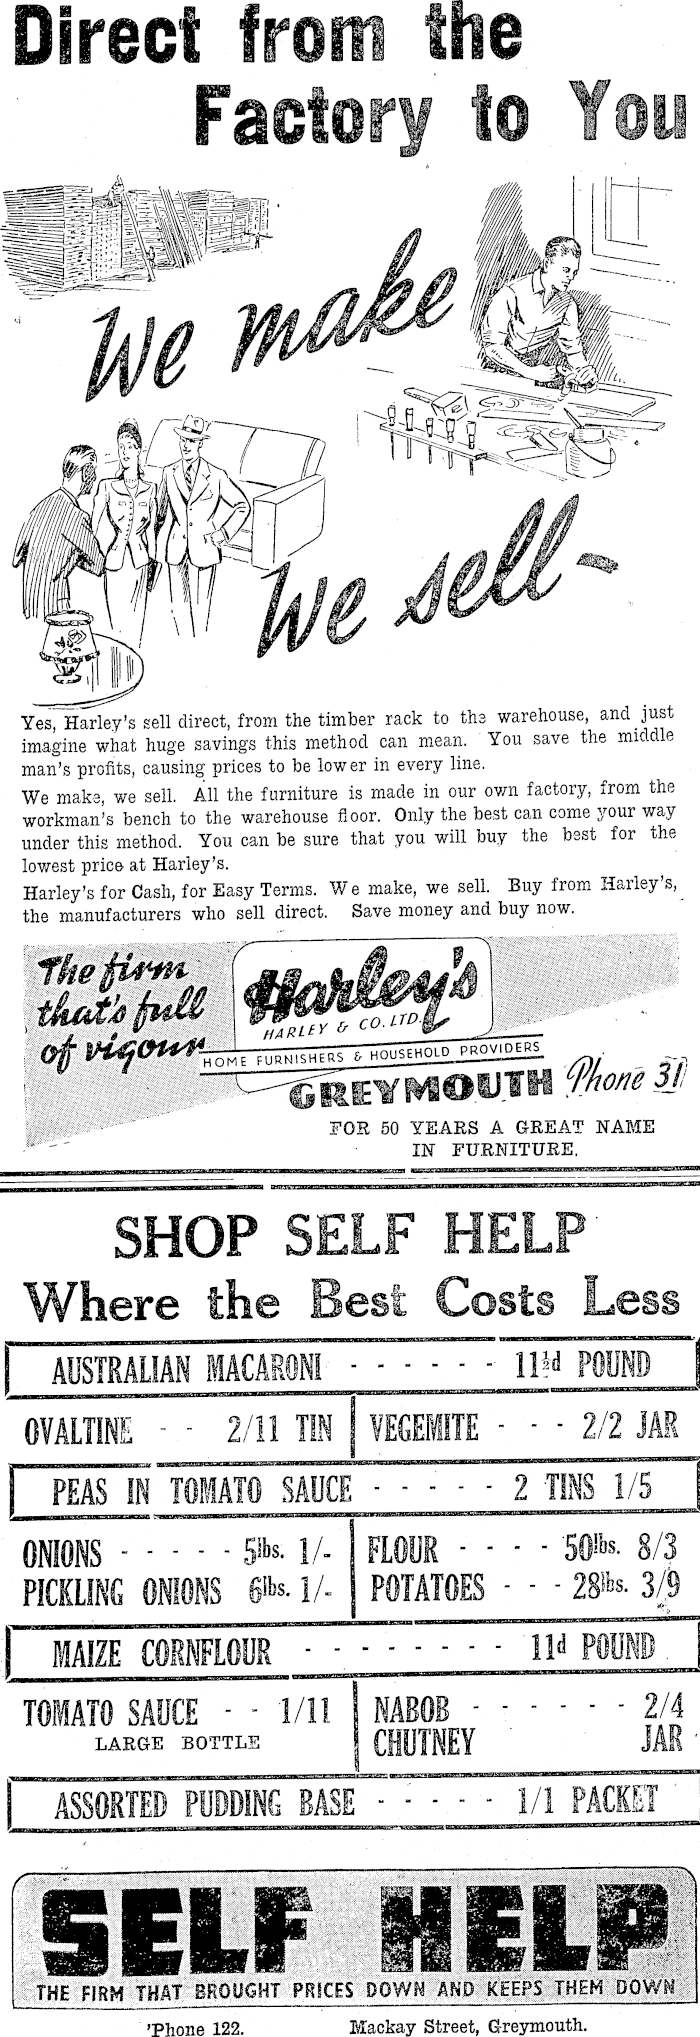 Direct from the
Factory to You
We make
We sell-
Yes, Harley's sell direct, from the timber rack to the warehouse, and just
imagine what huge savings this method can mean. You save the middle
man's profits, causing prices to be lower in every line.
We make, we sell. All the furniture is made in our own factory, from the
workman's bench to the warehouse floor. Only the best can come your way
under this method. You can be sure that you will buy the best for the
lowest price at Harley's.
Harley's for Cash, for Easy Terms. We make, we sell. Buy from Harley's,
the manufacturers who sell direct. Save money and buy now.
The firm
that's full
of vigour
Harley's
HARLEY & CO. LTD.
HOME FURNISHERS & HOUSEHOLD PROVIDERS
GREYMOUTH Phone 31
FOR 50 YEARS A GREAT NAME
IN FURNITURE.
SHOP SELF HELP
Where the Best Costs Less
AUSTRALIAN MACARONI - - - - - - 11½d POUND
OVALTINE - - 2/11 TIN
VEGEMITE - - - 2/2 JAR
PEAS IN TOMATO SAUCE - - - - - 2 TINS 1/5
ONIONS - - - - - 5lbs. 1/-
PICKLING ONIONS 6lbs. 1/-
FLOUR - - - - 50lbs. 8/3
POTATOES - - - 28lbs. 3/9
MAIZE CORNFLOUR - - - - - - - - 11d POUND
TOMATO SAUCE - - 1/11
LARGE BOTTLE
NABOB - - - - - - 2/4
CHUTNEY JAR
ASSORTED PUDDING BASE - - - - - 1/1 PACKET
SELF HELP
THE FIRM THAT BROUGHT PRICES DOWN AND KEEPS THEM DOWN
'Phone 122. Mackay Street, Greymouth.